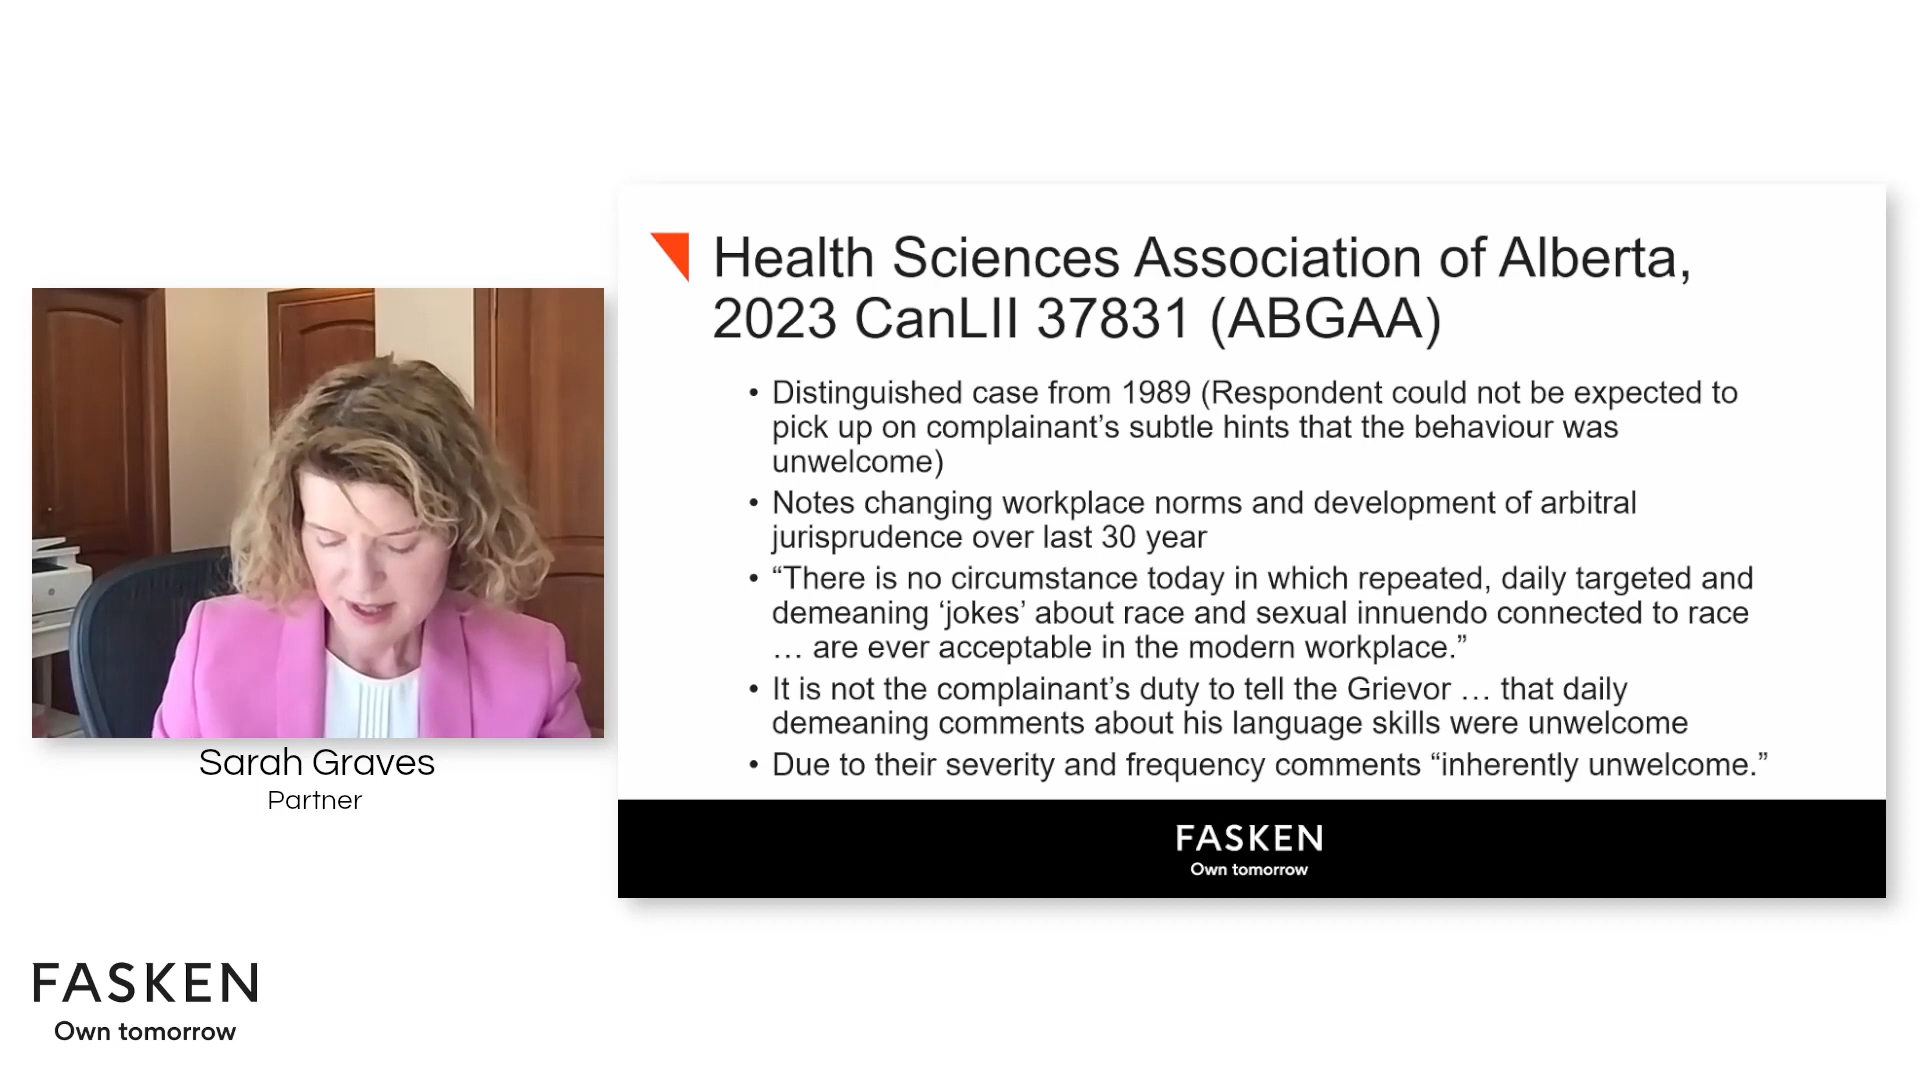 Health Sciences Association of Alberta,
2023 CanLII 37831 (ABGAA)
• Distinguished case from 1989 (Respondent could not be expected to
pick up on complainant’s subtle hints that the behaviour was
unwelcome)
• Notes changing workplace norms and development of arbitral
jurisprudence over last 30 year
• “There is no circumstance today in which repeated, daily targeted and
demeaning ‘jokes’ about race and sexual innuendo connected to race
… are ever acceptable in the modern workplace.”
• It is not the complainant’s duty to tell the Grievor … that daily
demeaning comments about his language skills were unwelcome
• Due to their severity and frequency comments “inherently unwelcome.”
FASKEN
Own tomorrow
Sarah Graves
Partner
FASKEN
Own tomorrow